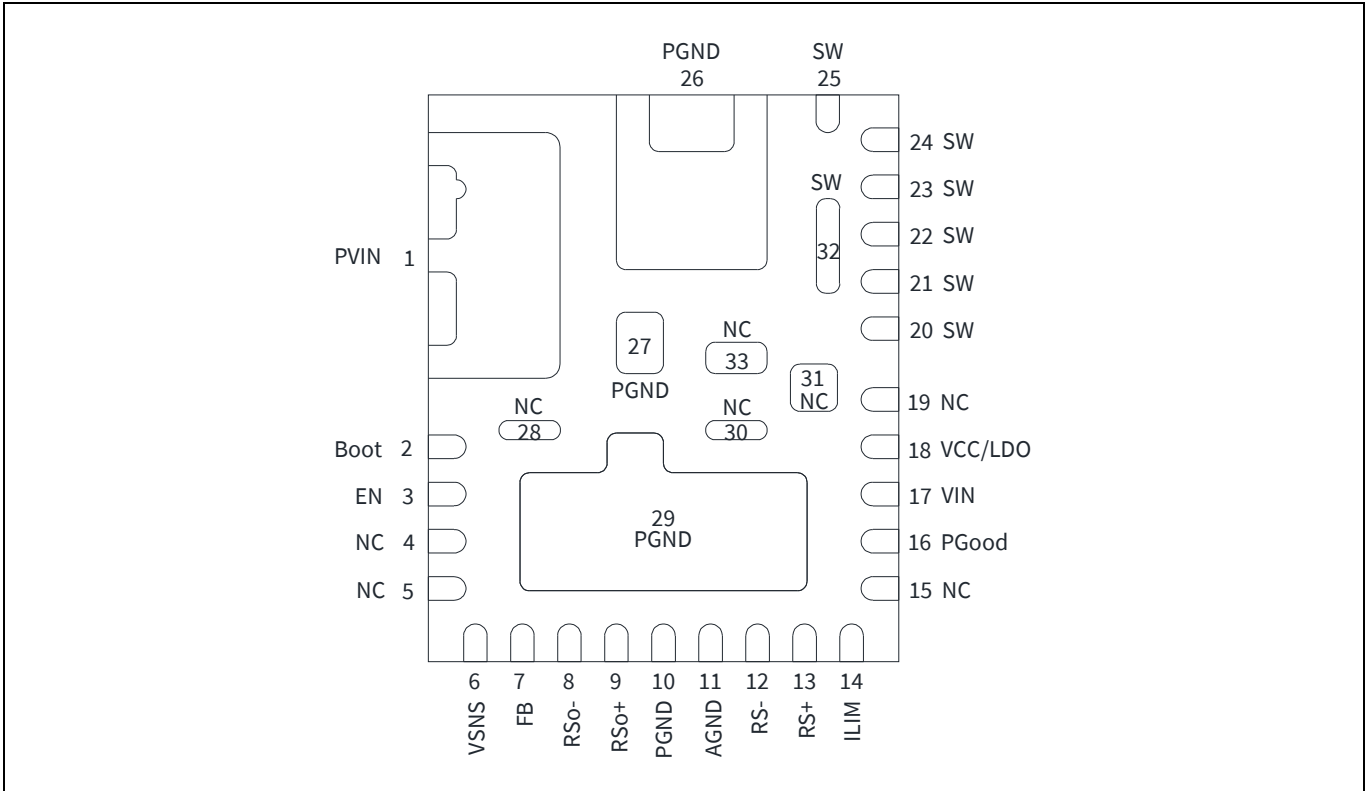 PGND
26
SW
25
24 SW
SW
23 SW
22 SW
PVIN 1
32
21 SW
20 SW
NC
27
33
31
PGND
NC
19 NC
NC
28
NC
30
Boot 2
18 VCC/LDO
EN 3
17 VIN
29
PGND
NC 4
16 PGood
NC 5
15 NC
6 7 8 9 10 11 12 13 14
VSNS
FB
RSo-
RSo+
PGND
AGND
RS-
RS+
ILIM